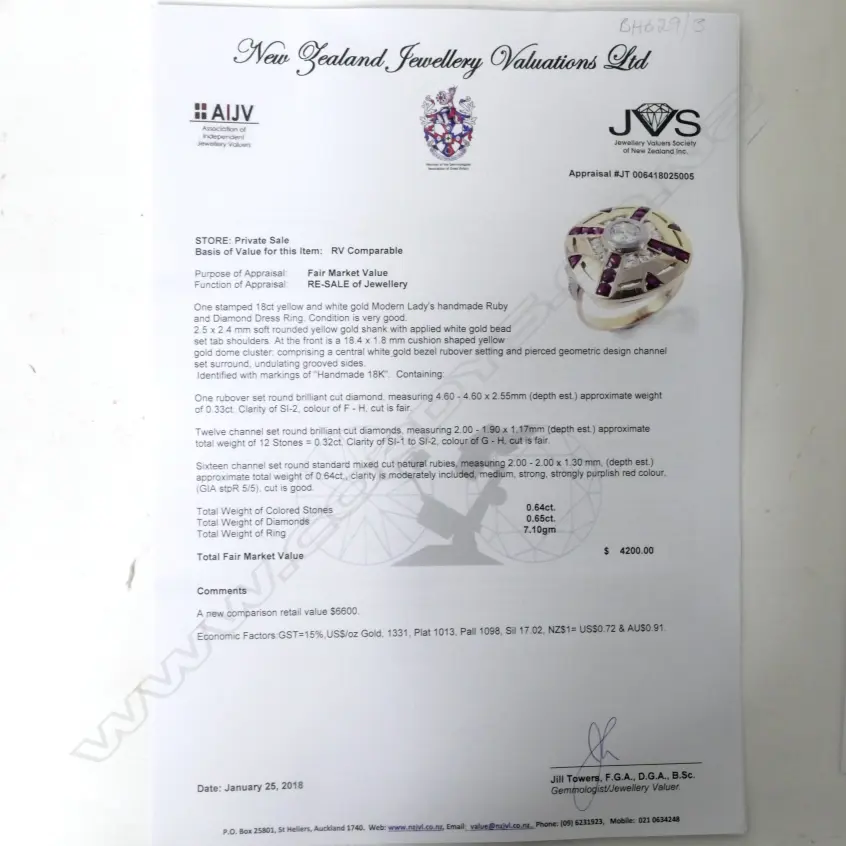 BH629/3
New Zealand Jewellery Valuations Ltd
AIJV
Association of
Independent
Jewellery Valuers
JVS
Jewellery Valuers Society
of New Zealand Inc.
Appraisal #JT 006418025005
STORE: Private Sale
Basis of Value for this Item: RV Comparable
Purpose of Appraisal: Fair Market Value
Function of Appraisal: RE-SALE of Jewellery
One stamped 18ct yellow and white gold Modern Lady's handmade Ruby
and Diamond Dress Ring. Condition is very good.
2.5 x 2.4 mm soft rounded yellow gold shank with applied white gold bead
set tab shoulders. At the front is a 18.4 x 1.8 mm cushion shaped yellow
gold dome cluster: comprising a central white gold bezel rubover setting and pierced geometric design channel
set surround, undulating grooved sides.
Identified with markings of "Handmade 18K". Containing:
One rubover set round brilliant cut diamond, measuring 4.60 - 4.60 x 2.55mm (depth est.) approximate weight
of 0.33ct. Clarity of SI-2, colour of F - H, cut is fair.
Twelve channel set round brilliant cut diamonds, measuring 2.00 - 1.90 x 1.17mm (depth est.) approximate
total weight of 12 Stones = 0.32ct. Clarity of SI-1 to SI-2, colour of G - H, cut is fair.
Sixteen channel set round standard mixed cut natural rubies, measuring 2.00 - 2.00 x 1.30 mm, (depth est.)
approximate total weight of 0.64ct., clarity is moderately included, medium, strong, strongly purplish red colour,
(GIA stpR 5/5), cut is good.
Total Weight of Colored Stones 0.64ct.
Total Weight of Diamonds 0.65ct.
Total Weight of Ring 7.10gm
Total Fair Market Value $ 4200.00
Comments
A new comparison retail value $6600.
Economic Factors:GST=15%,US$/oz Gold, 1331, Plat 1013, Pall 1098, Sil 17.02, NZ$1= US$0.72 & AU$0.91.
Date: January 25, 2018
Jill Towers, F.G.A., D.G.A., B.Sc.
Gemmologist/Jewellery Valuer.
P.O. Box 25801, St Heliers, Auckland 1740. Web: www.nzjvl.co.nz, Email: value@nzjvl.co.nz, Phone: (09) 6231923, Mobile: 021 0634248